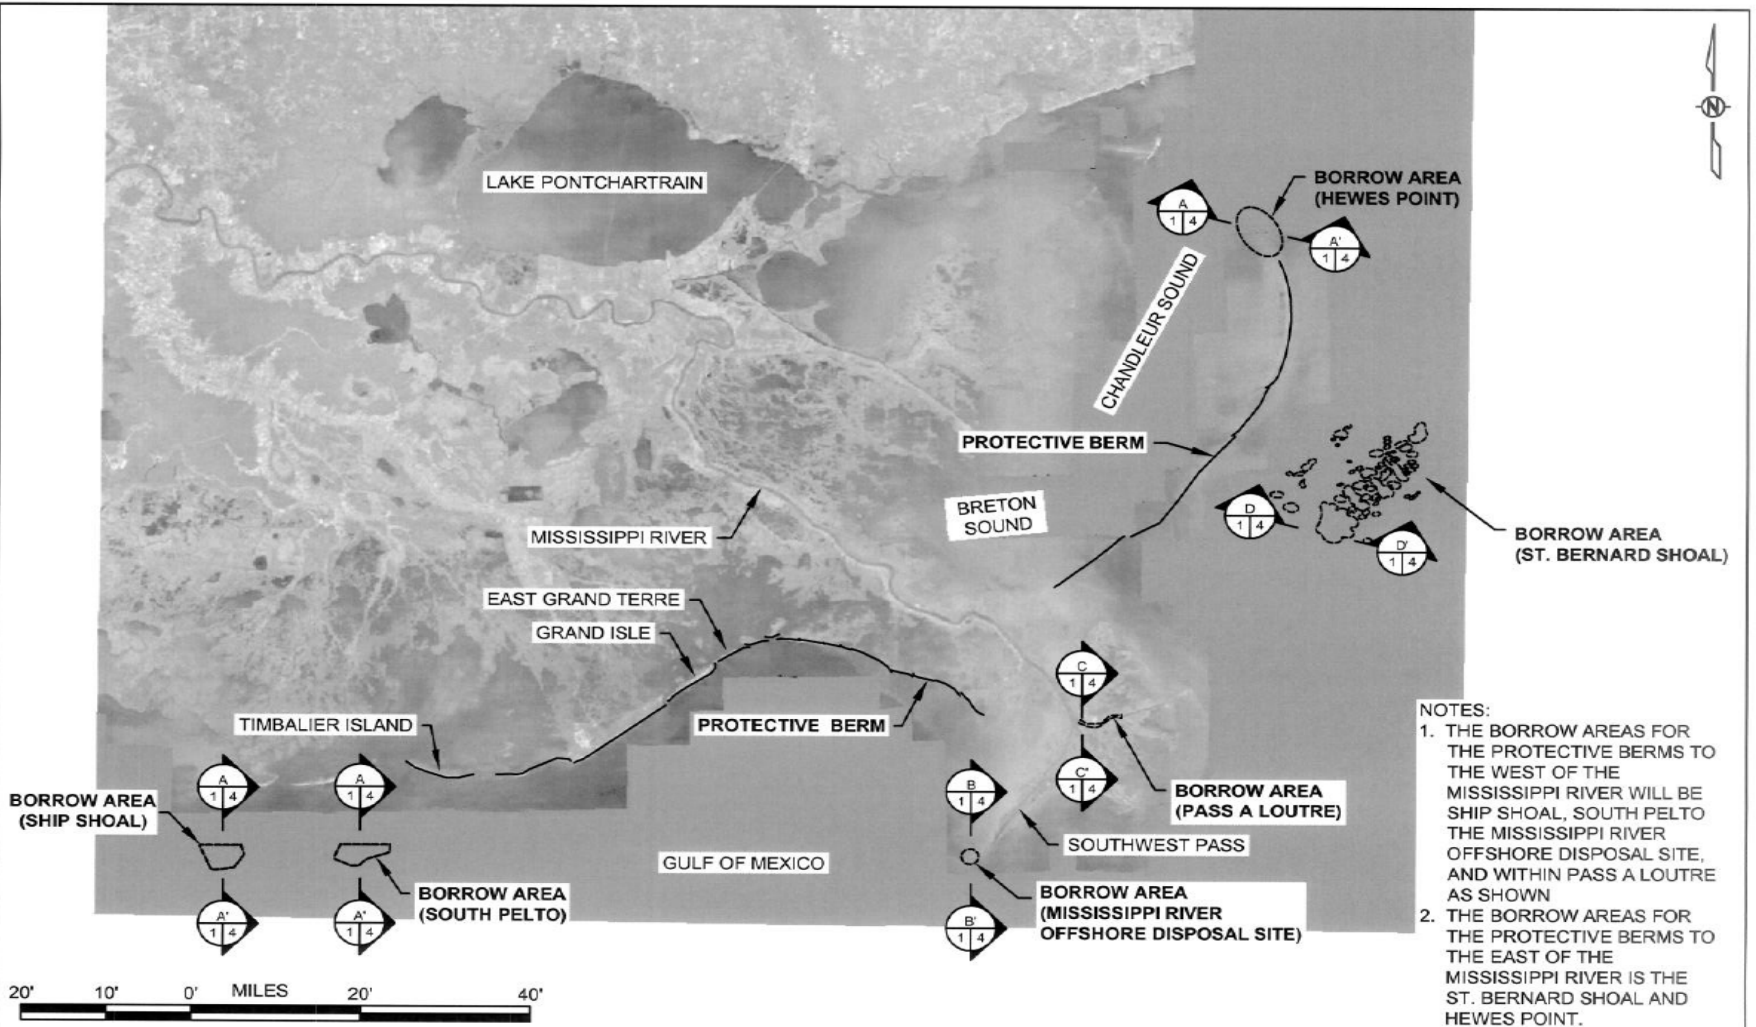 N
LAKE PONTCHARTRAIN
BORROW AREA
(HEWES POINT)
A
1 4
A'
1 4
CHANDLEUR SOUND
PROTECTIVE BERM
BRETON
SOUND
D
1 4
D'
1 4
BORROW AREA
(ST. BERNARD SHOAL)
MISSISSIPPI RIVER
EAST GRAND TERRE
GRAND ISLE
C
1 4
TIMBALIER ISLAND
PROTECTIVE BERM
A
1 4
A
1 4
B
1 4
C'
1 4
BORROW AREA
(SHIP SHOAL)
BORROW AREA
(PASS A LOUTRE)
SOUTHWEST PASS
GULF OF MEXICO
BORROW AREA
(SOUTH PELTO)
BORROW AREA
(MISSISSIPPI RIVER
OFFSHORE DISPOSAL SITE)
A'
1 4
A'
1 4
B'
1 4
NOTES:
1. THE BORROW AREAS FOR
THE PROTECTIVE BERMS TO
THE WEST OF THE
MISSISSIPPI RIVER WILL BE
SHIP SHOAL, SOUTH PELTO
THE MISSISSIPPI RIVER
OFFSHORE DISPOSAL SITE,
AND WITHIN PASS A LOUTRE
AS SHOWN
2. THE BORROW AREAS FOR
THE PROTECTIVE BERMS TO
THE EAST OF THE
MISSISSIPPI RIVER IS THE
ST. BERNARD SHOAL AND
HEWES POINT.
20' 10' 0' MILES 20' 40'